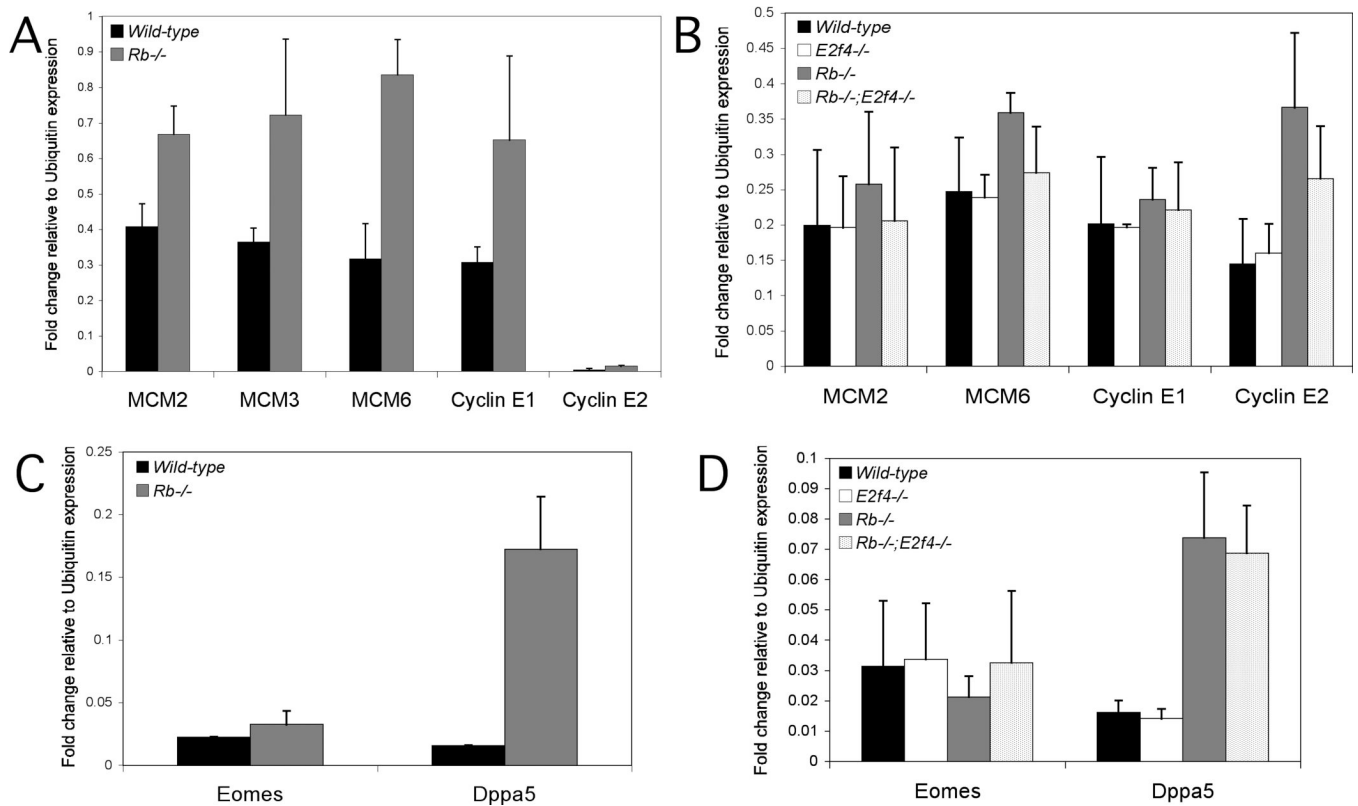 A
Fold change relative to Ubiquitin expression
1
0.9
0.8
0.7
0.6
0.5
0.4
0.3
0.2
0.1
0
Wild-type
Rb-/-
MCM2 MCM3 MCM6 Cyclin E1 Cyclin E2
B
Fold change relative to Ubiquitin expression
0.5
0.45
0.4
0.35
0.3
0.25
0.2
0.15
0.1
0.05
0
Wild-type
E2f4-/-
Rb-/-
Rb-/-;E2f4-/-
MCM2 MCM6 Cyclin E1 Cyclin E2
C
Fold change relative to Ubiquitin expression
0.25
0.2
0.15
0.1
0.05
0
Wild-type
Rb-/-
Eomes Dppa5
D
Fold change relative to Ubiquitin expression
0.1
0.09
0.08
0.07
0.06
0.05
0.04
0.03
0.02
0.01
0
Wild-type
E2f4-/-
Rb-/-
Rb-/-;E2f4-/-
Eomes Dppa5